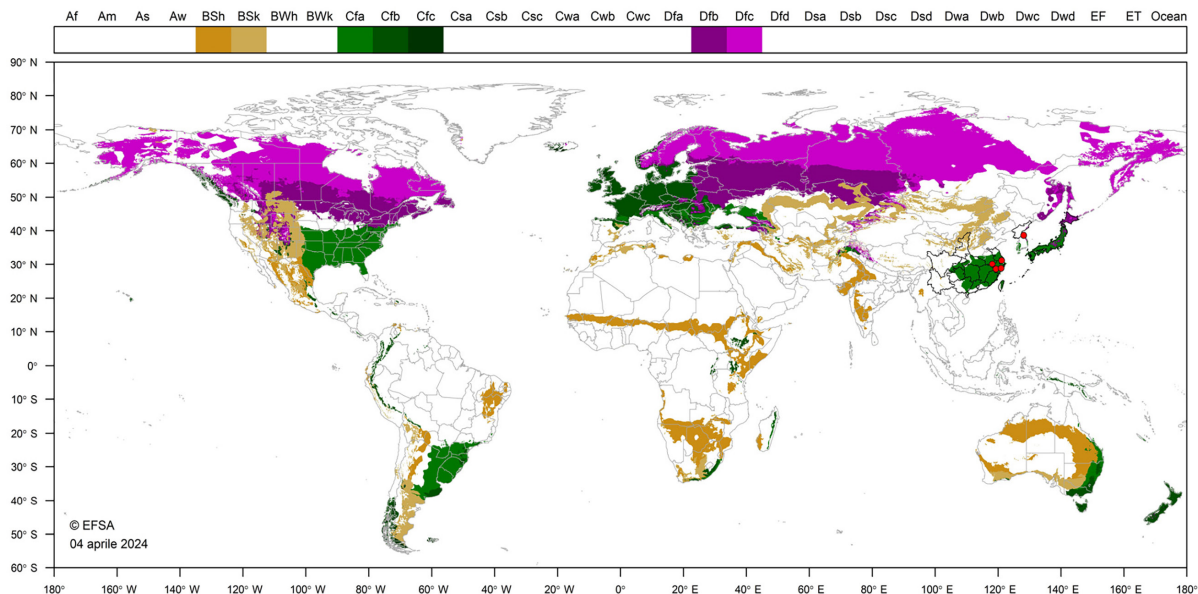 Af Am As Aw BSh BSk BWh BWk Cfa Cfb Cfc Csa Csb Csc Cwa Cwb Cwc Dfa Dfb Dfc Dfd Dsa Dsb Dsc Dsd Dwa Dwb Dwc Dwd EF ET Ocean
90° N
80° N
70° N
60° N
50° N
40° N
30° N
20° N
10° N
0°
10° S
20° S
30° S
40° S
50° S
60° S
© EFSA
04 aprile 2024
180° 160° W 140° W 120° W 100° W 80° W 60° W 40° W 20° W 0° 20° E 40° E 60° E 80° E 100° E 120° E 140° E 160° E 180°